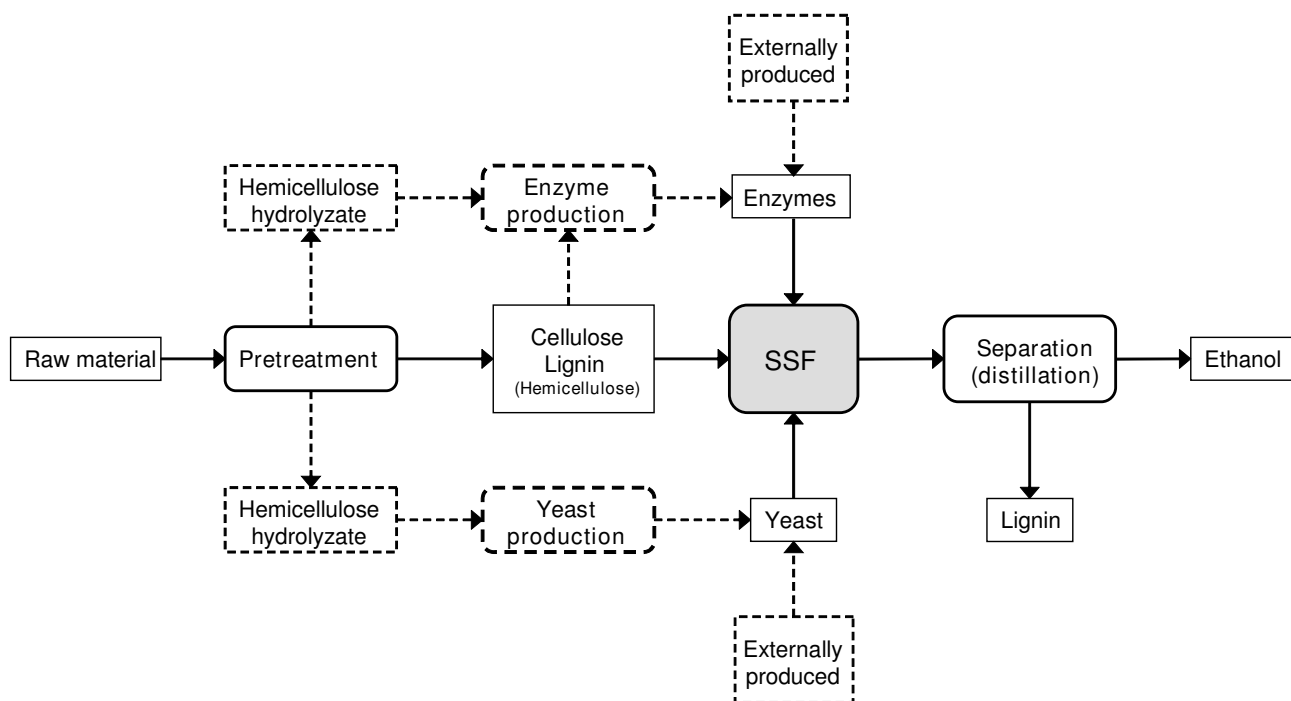 Externally
produced
Hemicellulose
hydrolyzate
Enzyme
production
Enzymes
Raw material
Pretreatment
Cellulose
Lignin
(Hemicellulose)
SSF
Separation
(distillation)
Ethanol
Hemicellulose
hydrolyzate
Yeast
production
Yeast
Lignin
Externally
produced